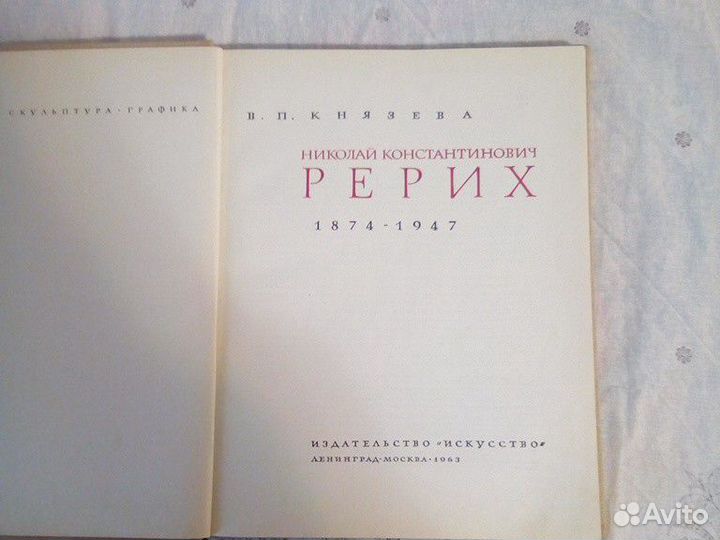 СКУЛЬПТУРА · ГРАФИКА
В. П. КНЯЗЕВА
НИКОЛАЙ КОНСТАНТИНОВИЧ
РЕРИХ
1874 - 1947
ИЗДАТЕЛЬСТВО «ИСКУССТВО»
ЛЕНИНГРАД · МОСКВА · 1963
Avito